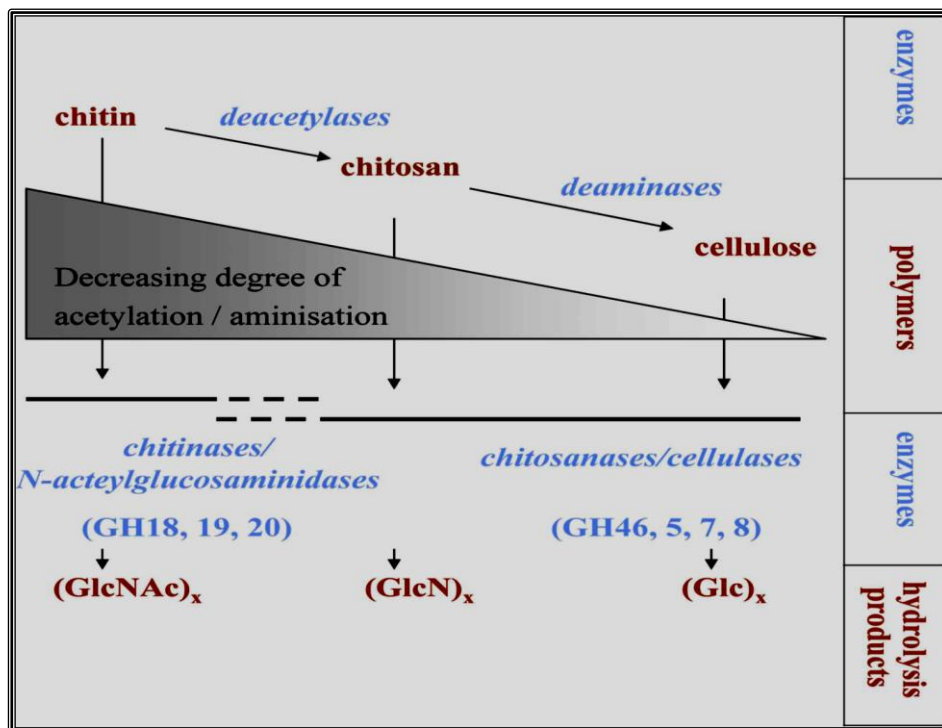 chitin
deacetylases
chitosan
deaminases
cellulose
Decreasing degree of
acetylation / aminisation
chitinases/
N-acteylglucosaminidases
chitosanases/cellulases
(GH18, 19, 20)
(GH46, 5, 7, 8)
(GlcNAc)x
(GlcN)x
(Glc)x
enzymes
polymers
enzymes
hydrolysis
products